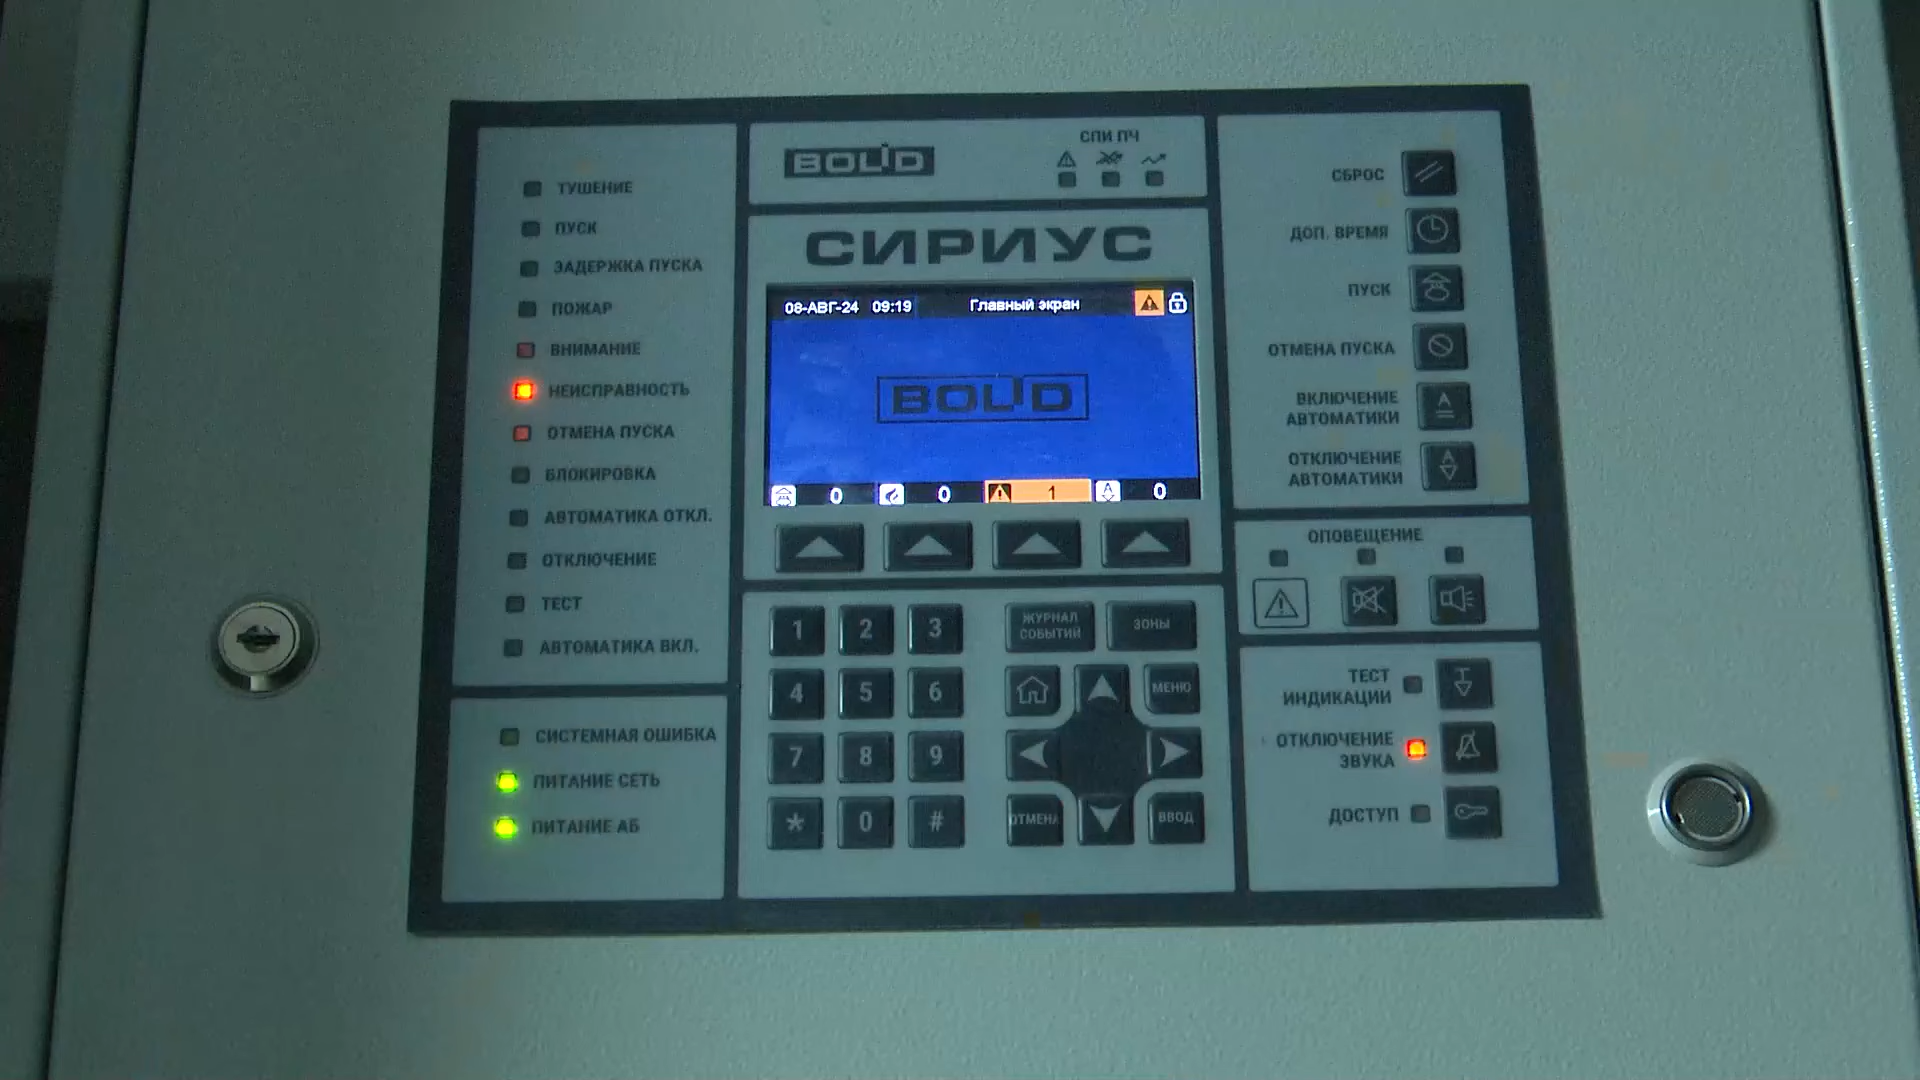 ТУШЕНИЕ
ПУСК
ЗАДЕРЖКА ПУСКА
ПОЖАР
ВНИМАНИЕ
НЕИСПРАВНОСТЬ
ОТМЕНА ПУСКА
БЛОКИРОВКА
АВТОМАТИКА ОТКЛ.
ОТКЛЮЧЕНИЕ
ТЕСТ
АВТОМАТИКА ВКЛ.
СИСТЕМНАЯ ОШИБКА
ПИТАНИЕ СЕТЬ
ПИТАНИЕ АБ
BOLID
СПИ ПЧ
СИРИУС
08-АВГ-24 09:19 Главный экран
BOLID
0 0 1 0
1 2 3
4 5 6
7 8 9
* 0 #
ЖУРНАЛ
СОБЫТИЙ
ЗОНЫ
МЕНЮ
ОТМЕНА
ВВОД
СБРОС
ДОП. ВРЕМЯ
ПУСК
ОТМЕНА ПУСКА
ВКЛЮЧЕНИЕ
АВТОМАТИКИ
ОТКЛЮЧЕНИЕ
АВТОМАТИКИ
ОПОВЕЩЕНИЕ
ТЕСТ
ИНДИКАЦИИ
ОТКЛЮЧЕНИЕ
ЗВУКА
ДОСТУП